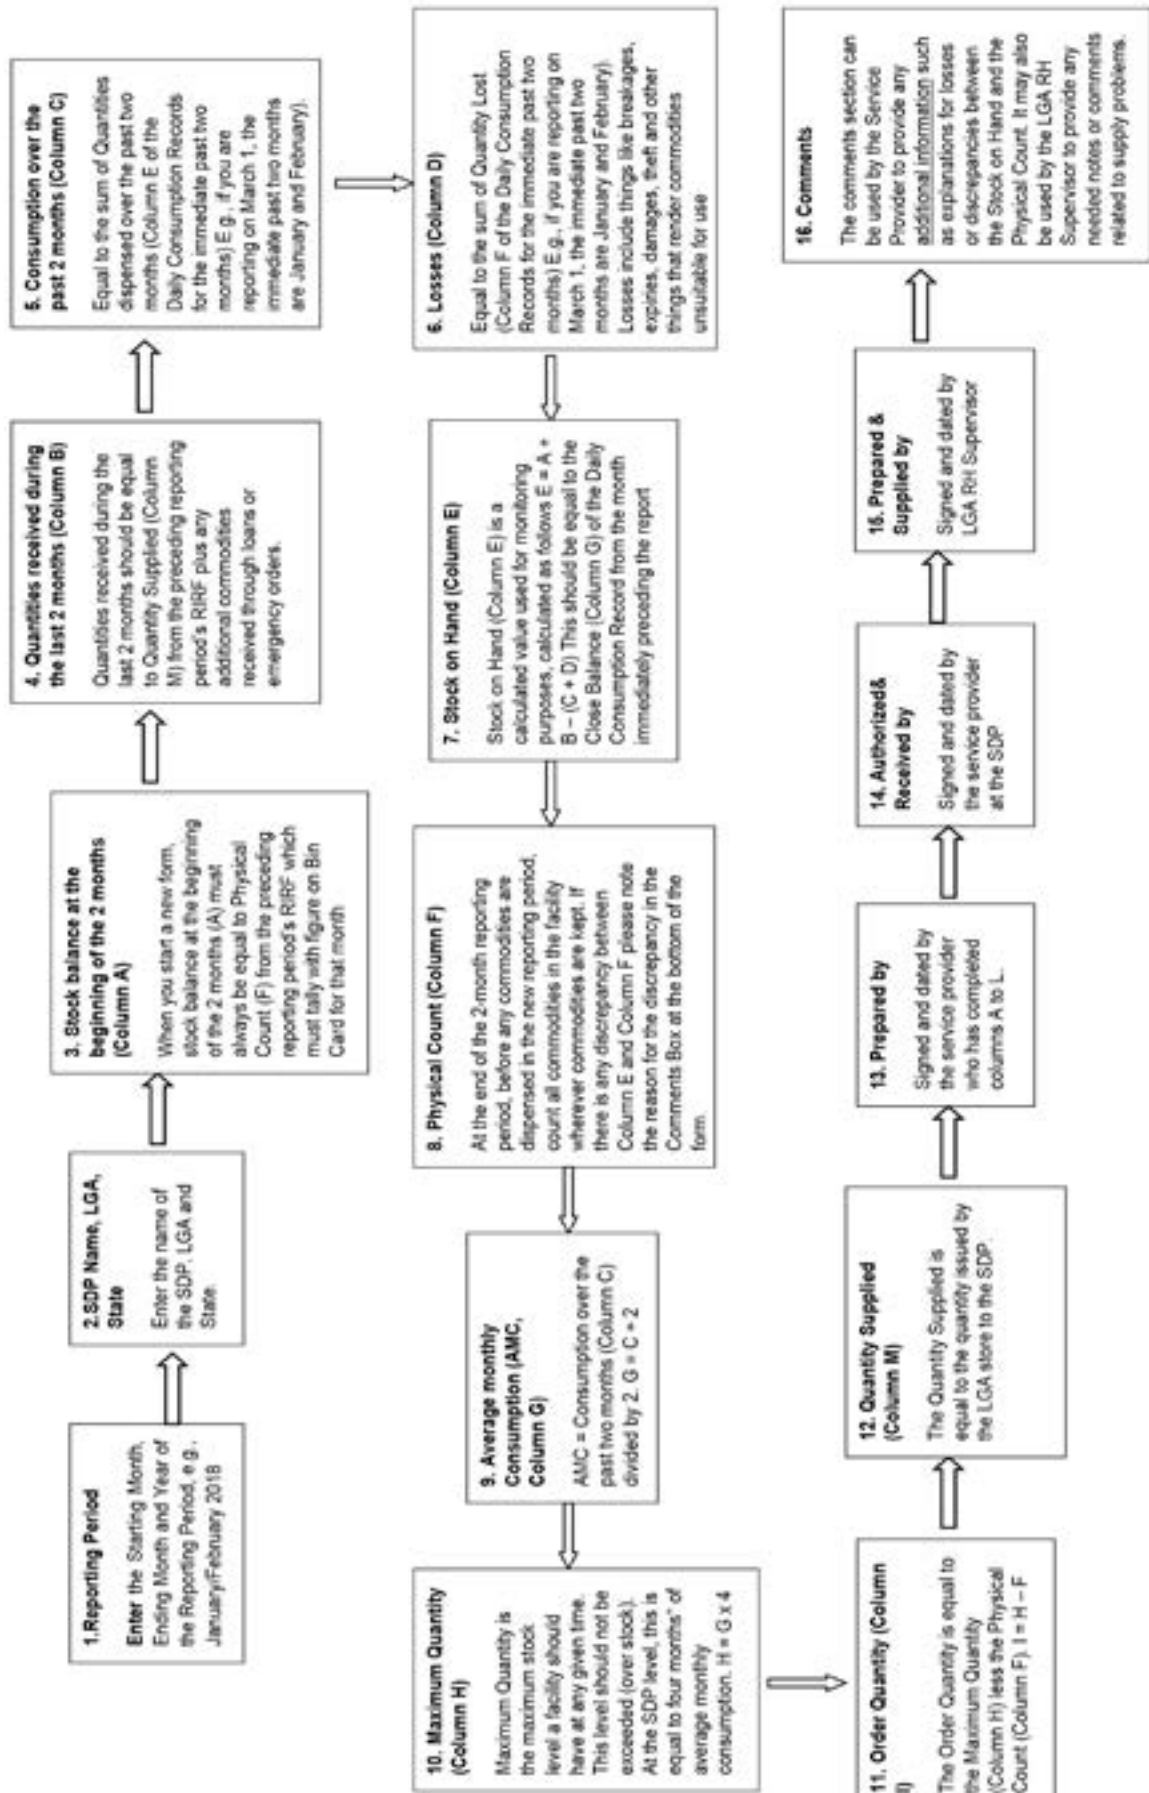 1.Reporting Period
Enter the Starting Month,
Ending Month and Year of
the Reporting Period, e.g.,
January/February 2018
2.SDP Name, LGA,
State
Enter the name of
the SDP, LGA and
State.
3. Stock balance at the
beginning of the 2 months
(Column A)
When you start a new form,
stock balance at the beginning
of the 2 months (A) must
always be equal to Physical
Count (F) from the preceding
reporting period's RIRF which
must tally with figure on Bin
Card for that month
4. Quantities received during
the last 2 months (Column B)
Quantities received during the
last 2 months should be equal
to Quantity Supplied (Column
M) from the preceding reporting
period's RIRF plus any
additional commodities
received through loans or
emergency orders.
5. Consumption over the
past 2 months (Column C)
Equal to the sum of Quantities
dispensed over the past two
months (Column E of the
Daily Consumption Records
for the immediate past two
months) E.g., if you are
reporting on March 1, the
immediate past two months
are January and February).
6. Losses (Column D)
Equal to the sum of Quantity Lost
(Column F of the Daily Consumption
Records for the immediate past two
months) E.g., if you are reporting on
March 1, the immediate past two
months are January and February).
Losses include things like breakages,
expiries, damages, theft and other
things that render commodities
unsuitable for use
7. Stock on Hand (Column E)
Stock on Hand (Column E) is a
calculated value used for monitoring
purposes, calculated as follows E = A +
B – (C + D) This should be equal to the
Close Balance (Column G) of the Daily
Consumption Record from the month
immediately preceding the report
8. Physical Count (Column F)
At the end of the 2-month reporting
period, before any commodities are
dispensed in the new reporting period,
count all commodities in the facility
wherever commodities are kept. If
there is any discrepancy between
Column E and Column F please note
the reason for the discrepancy in the
Comments Box at the bottom of the
form.
9. Average monthly
Consumption (AMC,
Column G)
AMC = Consumption over the
past two months (Column C)
divided by 2. G = C ÷ 2
10. Maximum Quantity
(Column H)
Maximum Quantity is
the maximum stock
level a facility should
have at any given time.
This level should not be
exceeded (over stock).
At the SDP level, this is
equal to four months" of
average monthly
consumption. H = G x 4
11. Order Quantity (Column
I)
The Order Quantity is equal to
the Maximum Quantity
(Column H) less the Physical
Count (Column F). I = H – F
12. Quantity Supplied
(Column M)
The Quantity Supplied is
equal to the quantity issued by
the LGA store to the SDP.
13. Prepared by
Signed and dated by
the service provider
who has completed
columns A to L.
14. Authorized&
Received by
Signed and dated by
the service provider
at the SDP
15. Prepared &
Supplied by
Signed and dated by
LGA RH Supervisor
16. Comments
The comments section can
be used by the Service
Provider to provide any
additional information such
as explanations for losses
or discrepancies between
the Stock on Hand and the
Physical Count. It may also
be used by the LGA RH
Supervisor to provide any
needed notes or comments
related to supply problems.